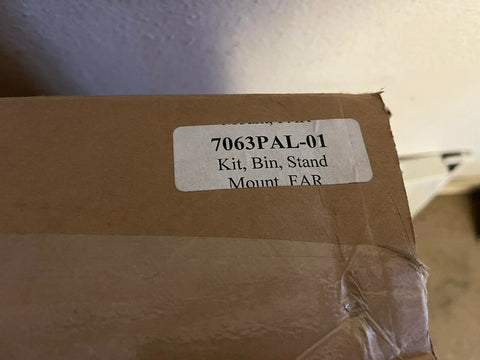 7063PAL-01
Kit, Bin, Stand
Mount, EAR